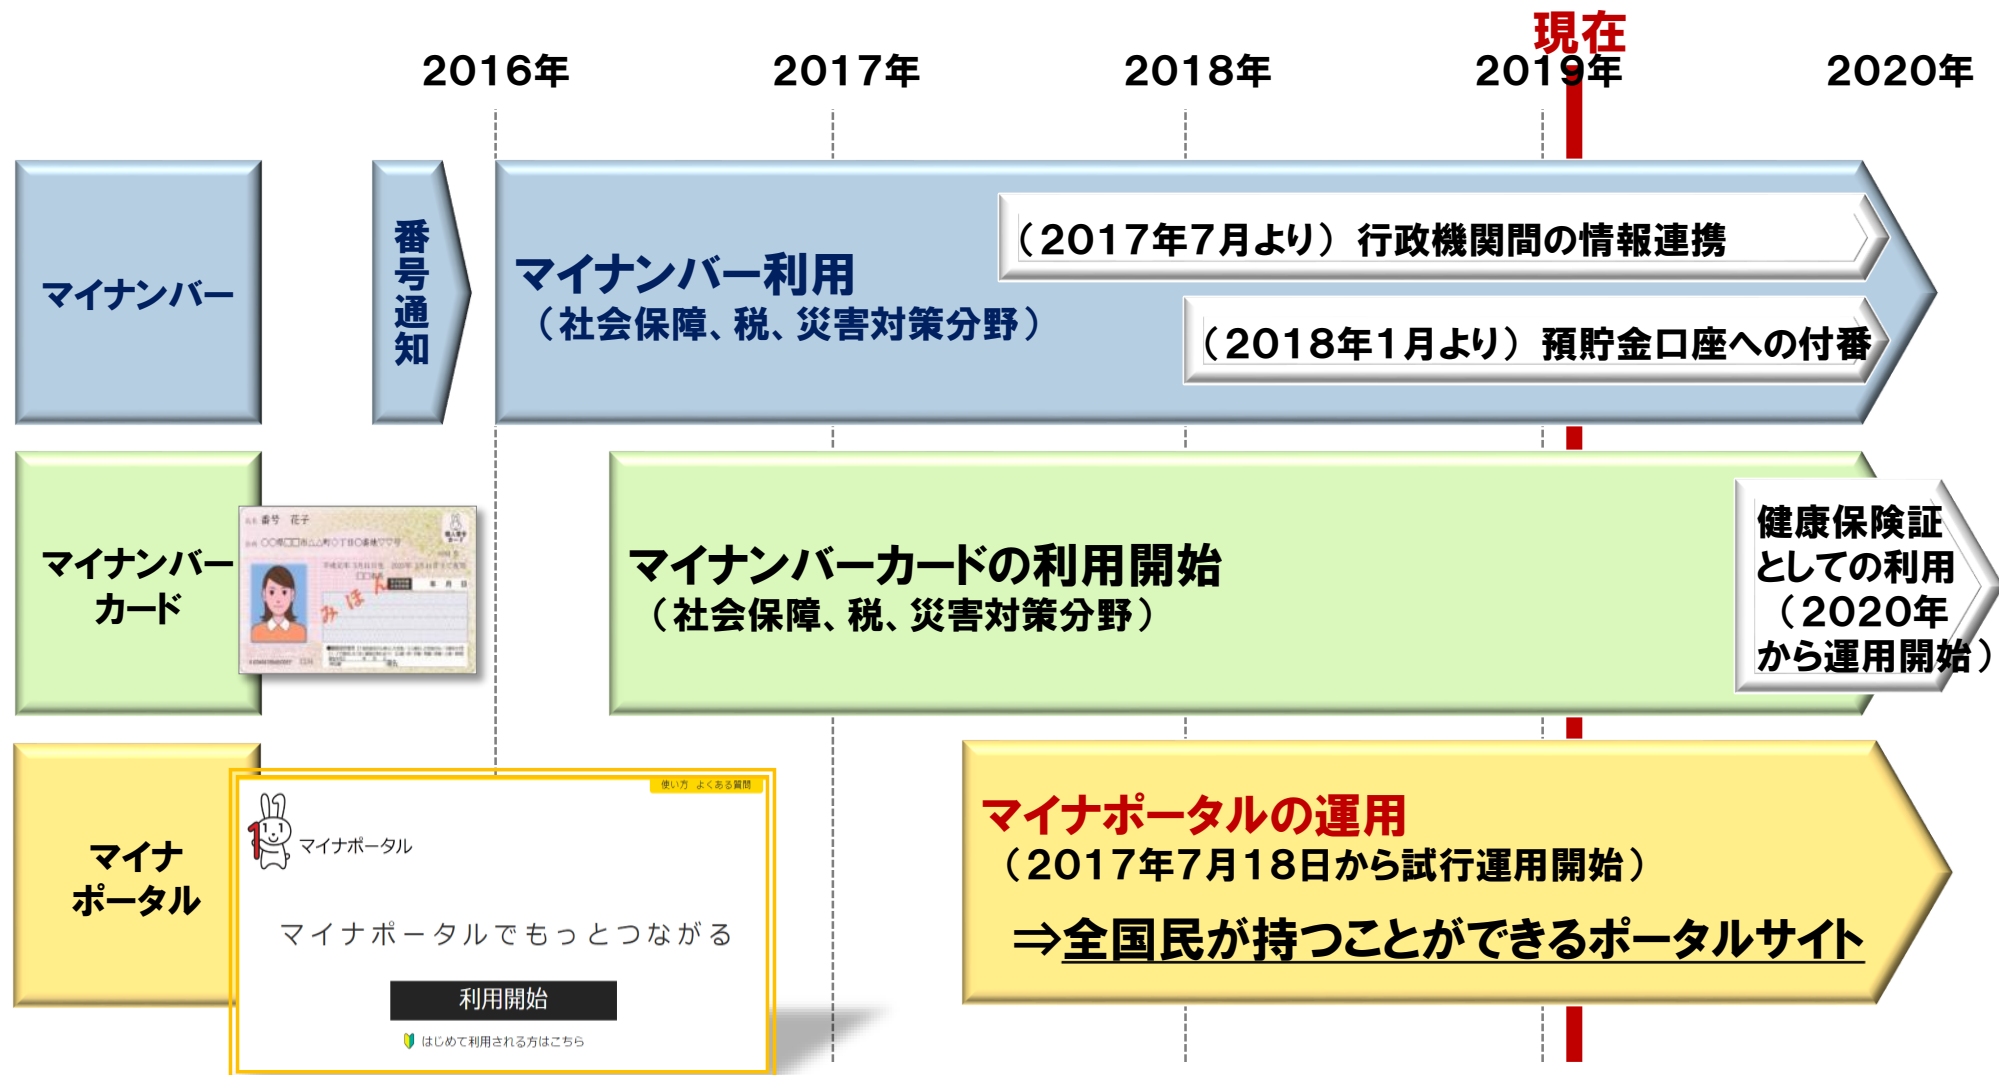 現在
2016年
2017年
2018年
2019年
2020年
マイナンバー
番号通知
マイナンバー利用
（社会保障、税、災害対策分野）
（2017年7月より）行政機関間の情報連携
（2018年1月より）預貯金口座への付番
マイナンバー
カード
番号　花子
個人番号
カード
みほん
マイナンバーカードの利用開始
（社会保障、税、災害対策分野）
健康保険証
としての利用
（2020年
から運用開始）
マイナ
ポータル
使い方　よくある質問
マイナポータル
マイナポータルでもっとつながる
利用開始
はじめて利用される方はこちら
マイナポータルの運用
（2017年7月18日から試行運用開始）
⇒全国民が持つことができるポータルサイト